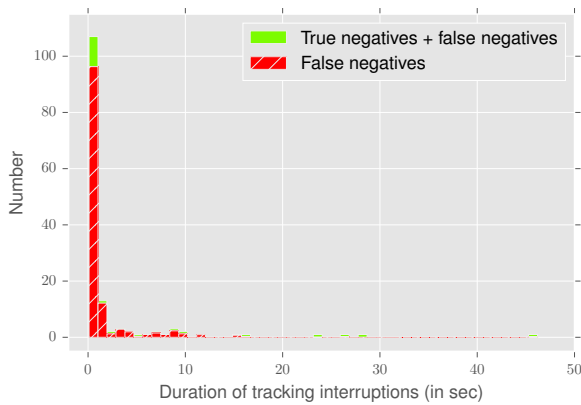 True negatives + false negatives
False negatives
Number
100
80
60
40
20
0
0 10 20 30 40 50
Duration of tracking interruptions (in sec)